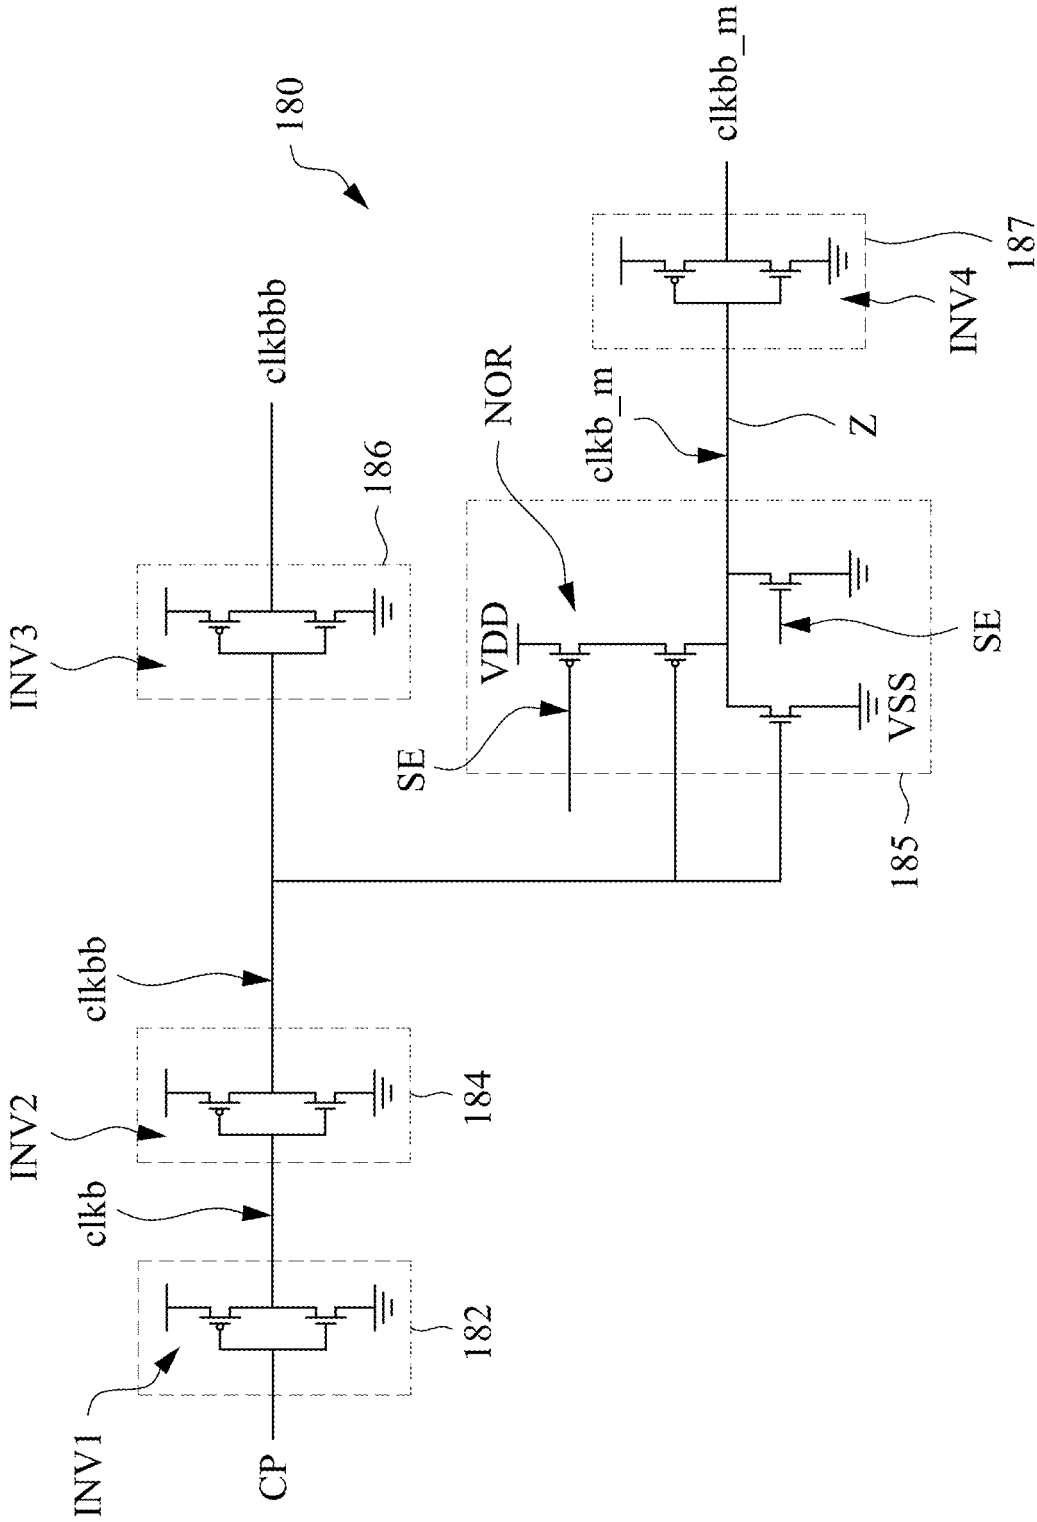 180
INV1
CP
182
clkb
INV2
184
clkbb
INV3
186
clkbbb
SE
185
VDD
VSS
NOR
SE
clkb_m
Z
INV4
187
clkbb_m